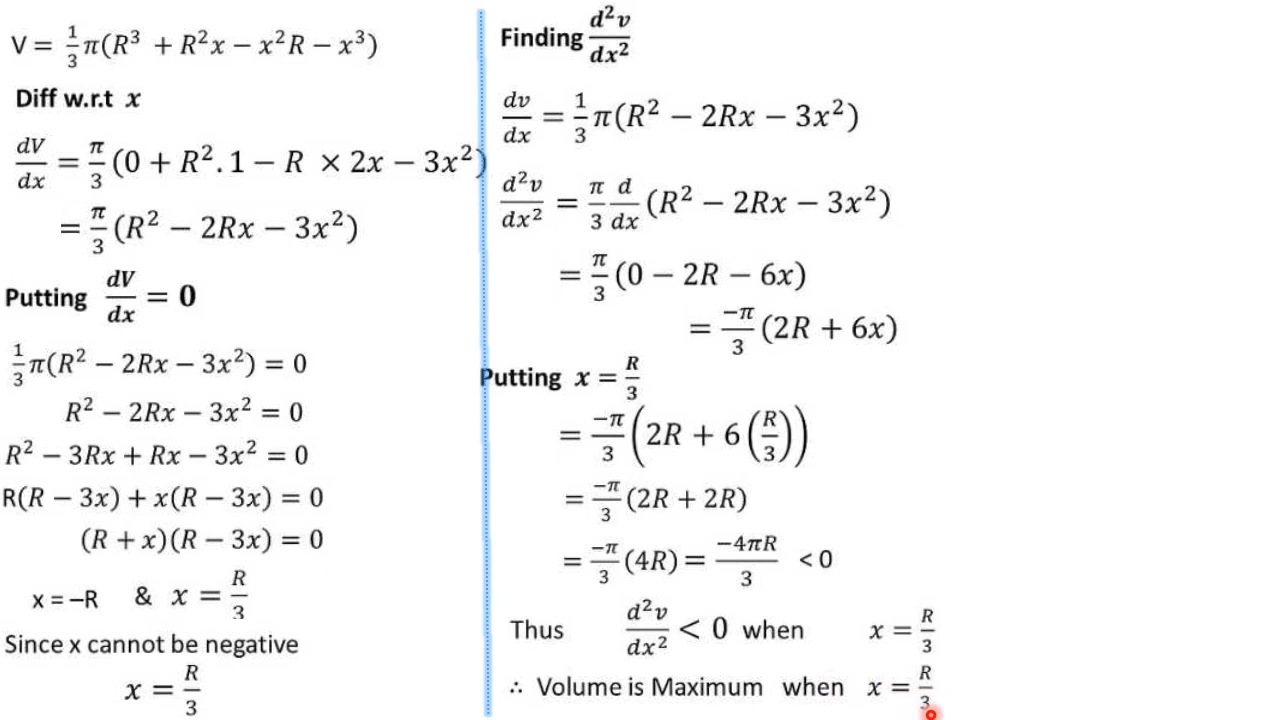 V = 1/3 π(R³ + R²x − x²R − x³)
Diff w.r.t x
dV/dx = π/3 (0 + R².1 − R × 2x − 3x²)
= π/3 (R² − 2Rx − 3x²)
Putting dV/dx = 0
1/3 π(R² − 2Rx − 3x²) = 0
R² − 2Rx − 3x² = 0
R² − 3Rx + Rx − 3x² = 0
R(R − 3x) + x(R − 3x) = 0
(R + x)(R − 3x) = 0
x = –R & x = R/3
Since x cannot be negative
x = R/3
Finding d²v/dx²
dv/dx = 1/3 π(R² − 2Rx − 3x²)
d²v/dx² = π/3 d/dx (R² − 2Rx − 3x²)
= π/3 (0 − 2R − 6x)
= −π/3 (2R + 6x)
Putting x = R/3
= −π/3 (2R + 6(R/3))
= −π/3 (2R + 2R)
= −π/3 (4R) = −4πR/3 < 0
Thus d²v/dx² < 0 when x = R/3
∴ Volume is Maximum when x = R/3